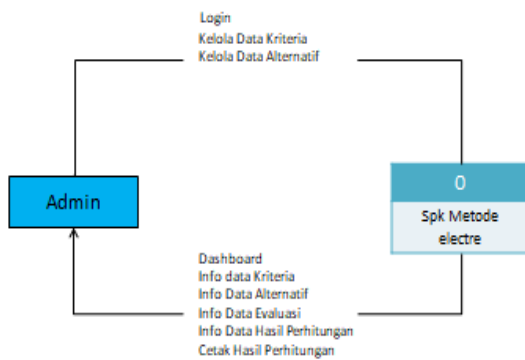 Login
Kelola Data Kriteria
Kelola Data Alternatif
Admin
0
Spk Metode
electre
Dashboard
Info data Kriteria
Info Data Alternatif
Info Data Evaluasi
Info Data Hasil Perhitungan
Cetak Hasil Perhitungan